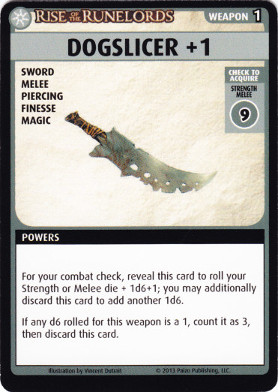 RISE OF THE RUNELORDS WEAPON 1
DOGSLICER +1
SWORD
MELEE
PIERCING
FINESSE
MAGIC
CHECK TO
ACQUIRE
STRENGTH
MELEE
9
POWERS
For your combat check, reveal this card to roll your
Strength or Melee die + 1d6+1; you may additionally
discard this card to add another 1d6.
If any d6 rolled for this weapon is a 1, count it as 3,
then discard this card.
Illustration by Vincent Dutrait © 2013 Paizo Publishing, LLC.